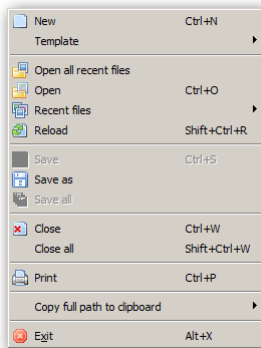 New Ctrl+N
Template
Open all recent files
Open Ctrl+O
Recent files
Reload Shift+Ctrl+R
Save Ctrl+S
Save as
Save all
Close Ctrl+W
Close all Shift+Ctrl+W
Print Ctrl+P
Copy full path to clipboard
Exit Alt+X